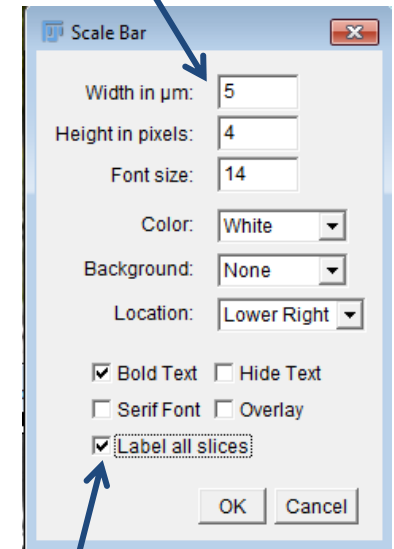 Scale Bar
Width in µm: 5
Height in pixels: 4
Font size: 14
Color: White
Background: None
Location: Lower Right
Bold Text Hide Text
Serif Font Overlay
Label all slices
OK Cancel